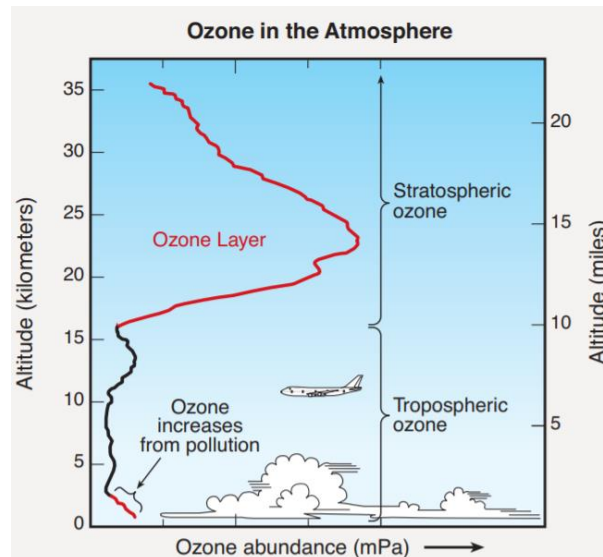 Ozone in the Atmosphere
35
30
25
20
15
10
5
0
Altitude (kilometers)
Ozone Layer
Stratospheric
ozone
Tropospheric
ozone
Ozone
increases
from pollution
20
15
10
5
Altitude (miles)
Ozone abundance (mPa)